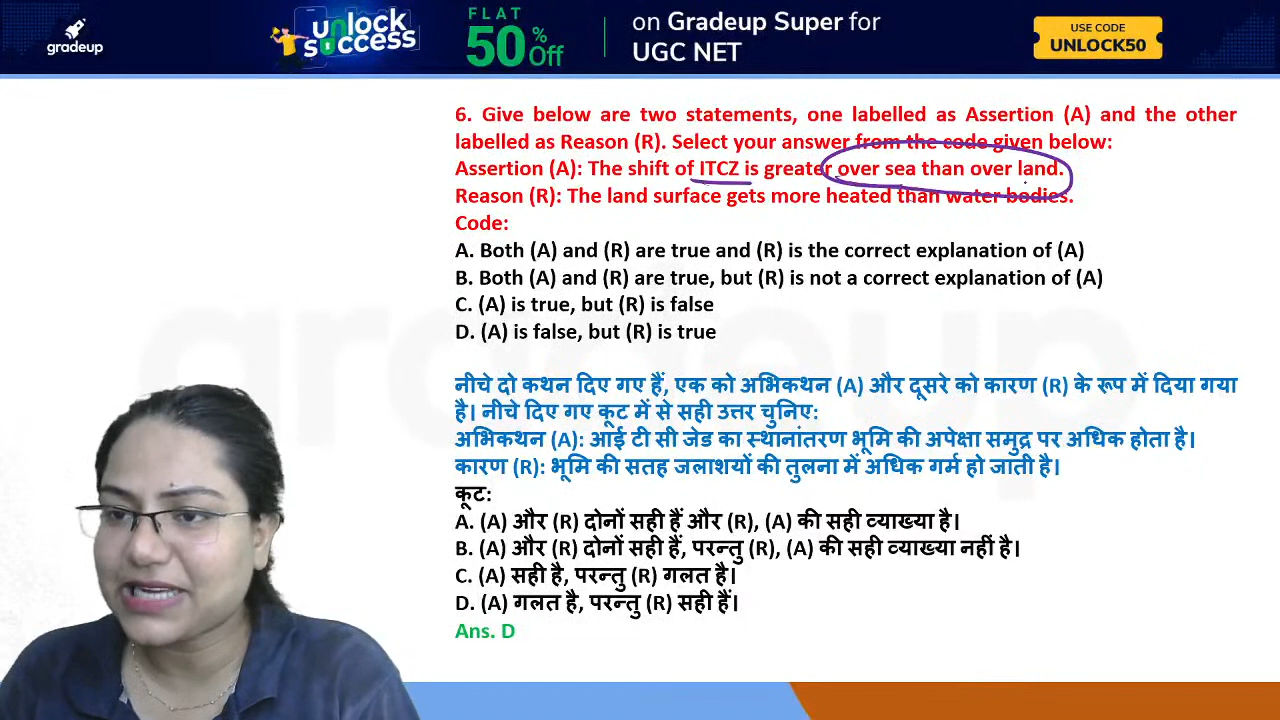 gradeup
unlock
success
FLAT
50% Off
on Gradeup Super for
UGC NET
USE CODE
UNLOCK50
6. Give below are two statements, one labelled as Assertion (A) and the other
labelled as Reason (R). Select your answer from the code given below:
Assertion (A): The shift of ITCZ is greater over sea than over land.
Reason (R): The land surface gets more heated than water bodies.
Code:
A. Both (A) and (R) are true and (R) is the correct explanation of (A)
B. Both (A) and (R) are true, but (R) is not a correct explanation of (A)
C. (A) is true, but (R) is false
D. (A) is false, but (R) is true
gradeup
नीचे दो कथन दिए गए हैं, एक को अभिकथन (A) और दूसरे को कारण (R) के रूप में दिया गया
है। नीचे दिए गए कूट में से सही उत्तर चुनिए:
अभिकथन (A): आई टी सी जेड का स्थानांतरण भूमि की अपेक्षा समुद्र पर अधिक होता है।
कारण (R): भूमि की सतह जलाशयों की तुलना में अधिक गर्म हो जाती है।
कूट:
A. (A) और (R) दोनों सही हैं और (R), (A) की सही व्याख्या है।
B. (A) और (R) दोनों सही हैं, परन्तु (R), (A) की सही व्याख्या नहीं है।
C. (A) सही है, परन्तु (R) गलत है।
D. (A) गलत है, परन्तु (R) सही हैं।
Ans. D